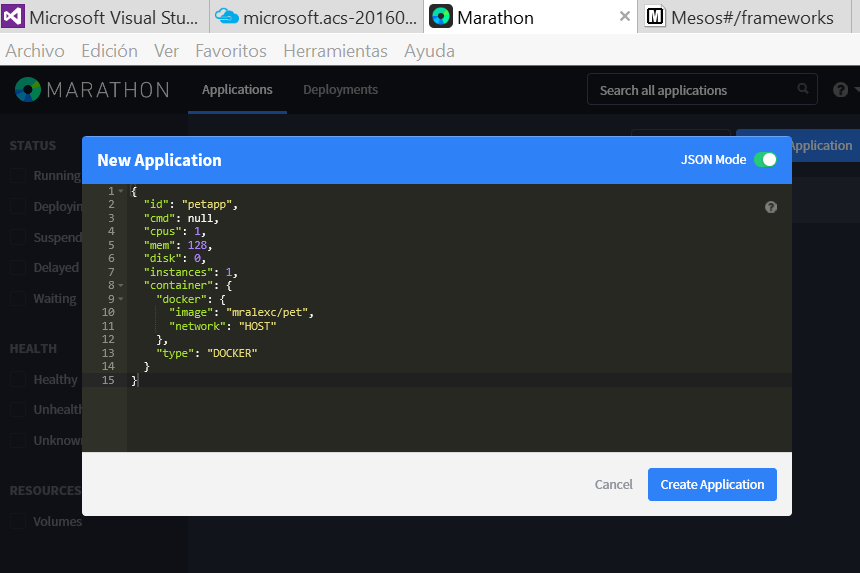 Microsoft Visual Stu... microsoft.acs-20160... Marathon Mesos#/frameworks
Archivo Edición Ver Favoritos Herramientas Ayuda
MARATHON Applications Deployments Search all applications
STATUS
Running
Deployin
Suspend
Delayed
Waiting
HEALTH
Healthy
Unhealth
Unknow
RESOURCES
Volumes
Application
New Application JSON Mode
1 {
2 "id": "petapp",
3 "cmd": null,
4 "cpus": 1,
5 "mem": 128,
6 "disk": 0,
7 "instances": 1,
8 "container": {
9 "docker": {
10 "image": "mralexc/pet",
11 "network": "HOST"
12 },
13 "type": "DOCKER"
14 }
15 }
Cancel Create Application